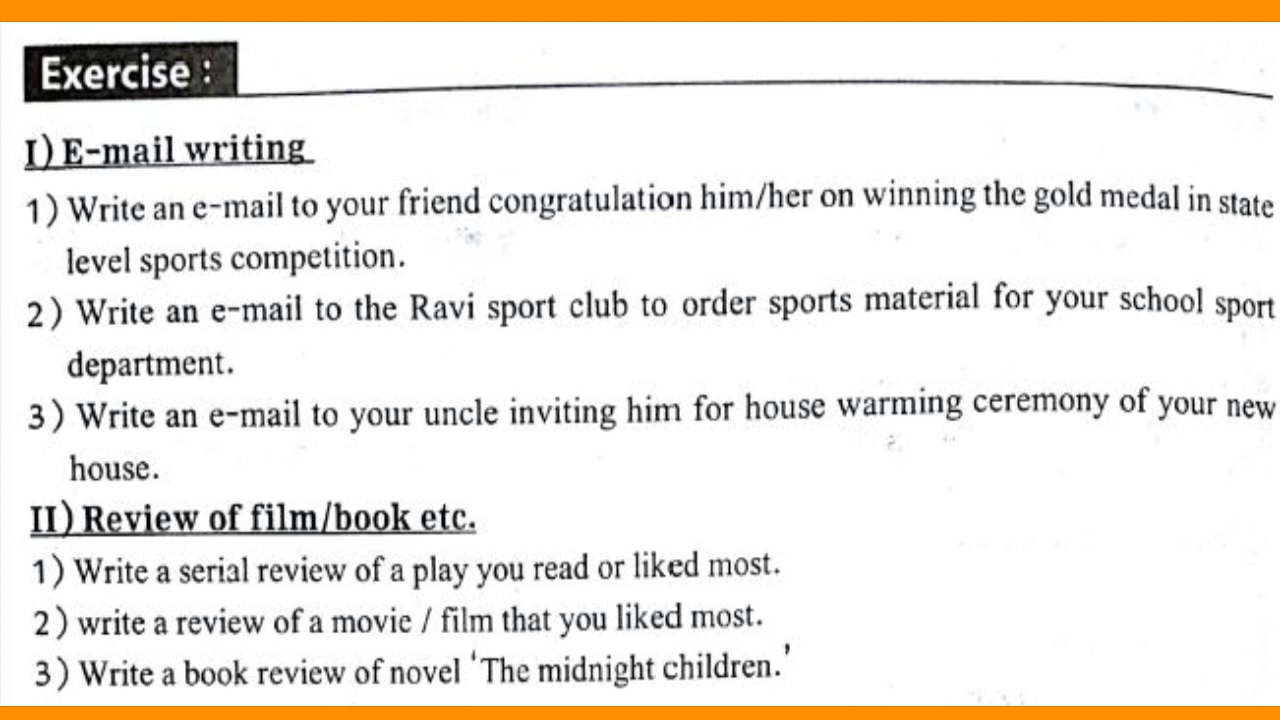 Exercise :
I) E-mail writing
1) Write an e-mail to your friend congratulation him/her on winning the gold medal in state
level sports competition.
2) Write an e-mail to the Ravi sport club to order sports material for your school sport
department.
3) Write an e-mail to your uncle inviting him for house warming ceremony of your new
house.
II) Review of film/book etc.
1) Write a serial review of a play you read or liked most.
2) write a review of a movie / film that you liked most.
3) Write a book review of novel 'The midnight children.'